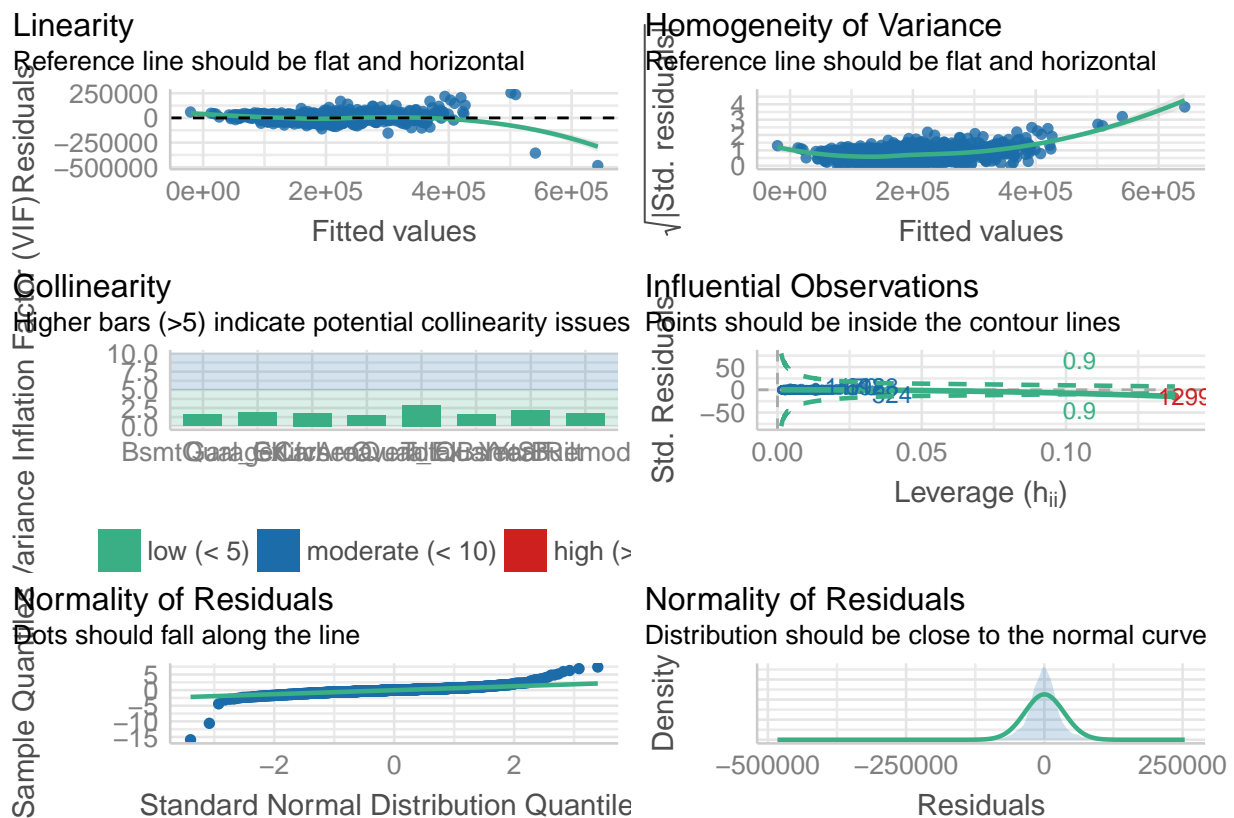 Linearity
Reference line should be flat and horizontal
Residuals
250000
0
−250000
−500000
0e+00 2e+05 4e+05 6e+05
Fitted values
Homogeneity of Variance
Reference line should be flat and horizontal
√|Std. residuals|
4
3
2
1
0
0e+00 2e+05 4e+05 6e+05
Fitted values
Collinearity
Higher bars (>5) indicate potential collinearity issues
Variance Inflation Factor (VIF)
10.0
7.5
5.0
2.5
0.0
low (< 5) moderate (< 10) high (>
Influential Observations
Points should be inside the contour lines
Std. Residuals
50
0
−50
0.9
524
1299
0.9
0.00 0.05 0.10
Leverage (hii)
Normality of Residuals
Dots should fall along the line
Sample Quantiles
5
0
−5
−10
−15
−2 0 2
Standard Normal Distribution Quantile
Normality of Residuals
Distribution should be close to the normal curve
Density
−500000 −250000 0 250000
Residuals